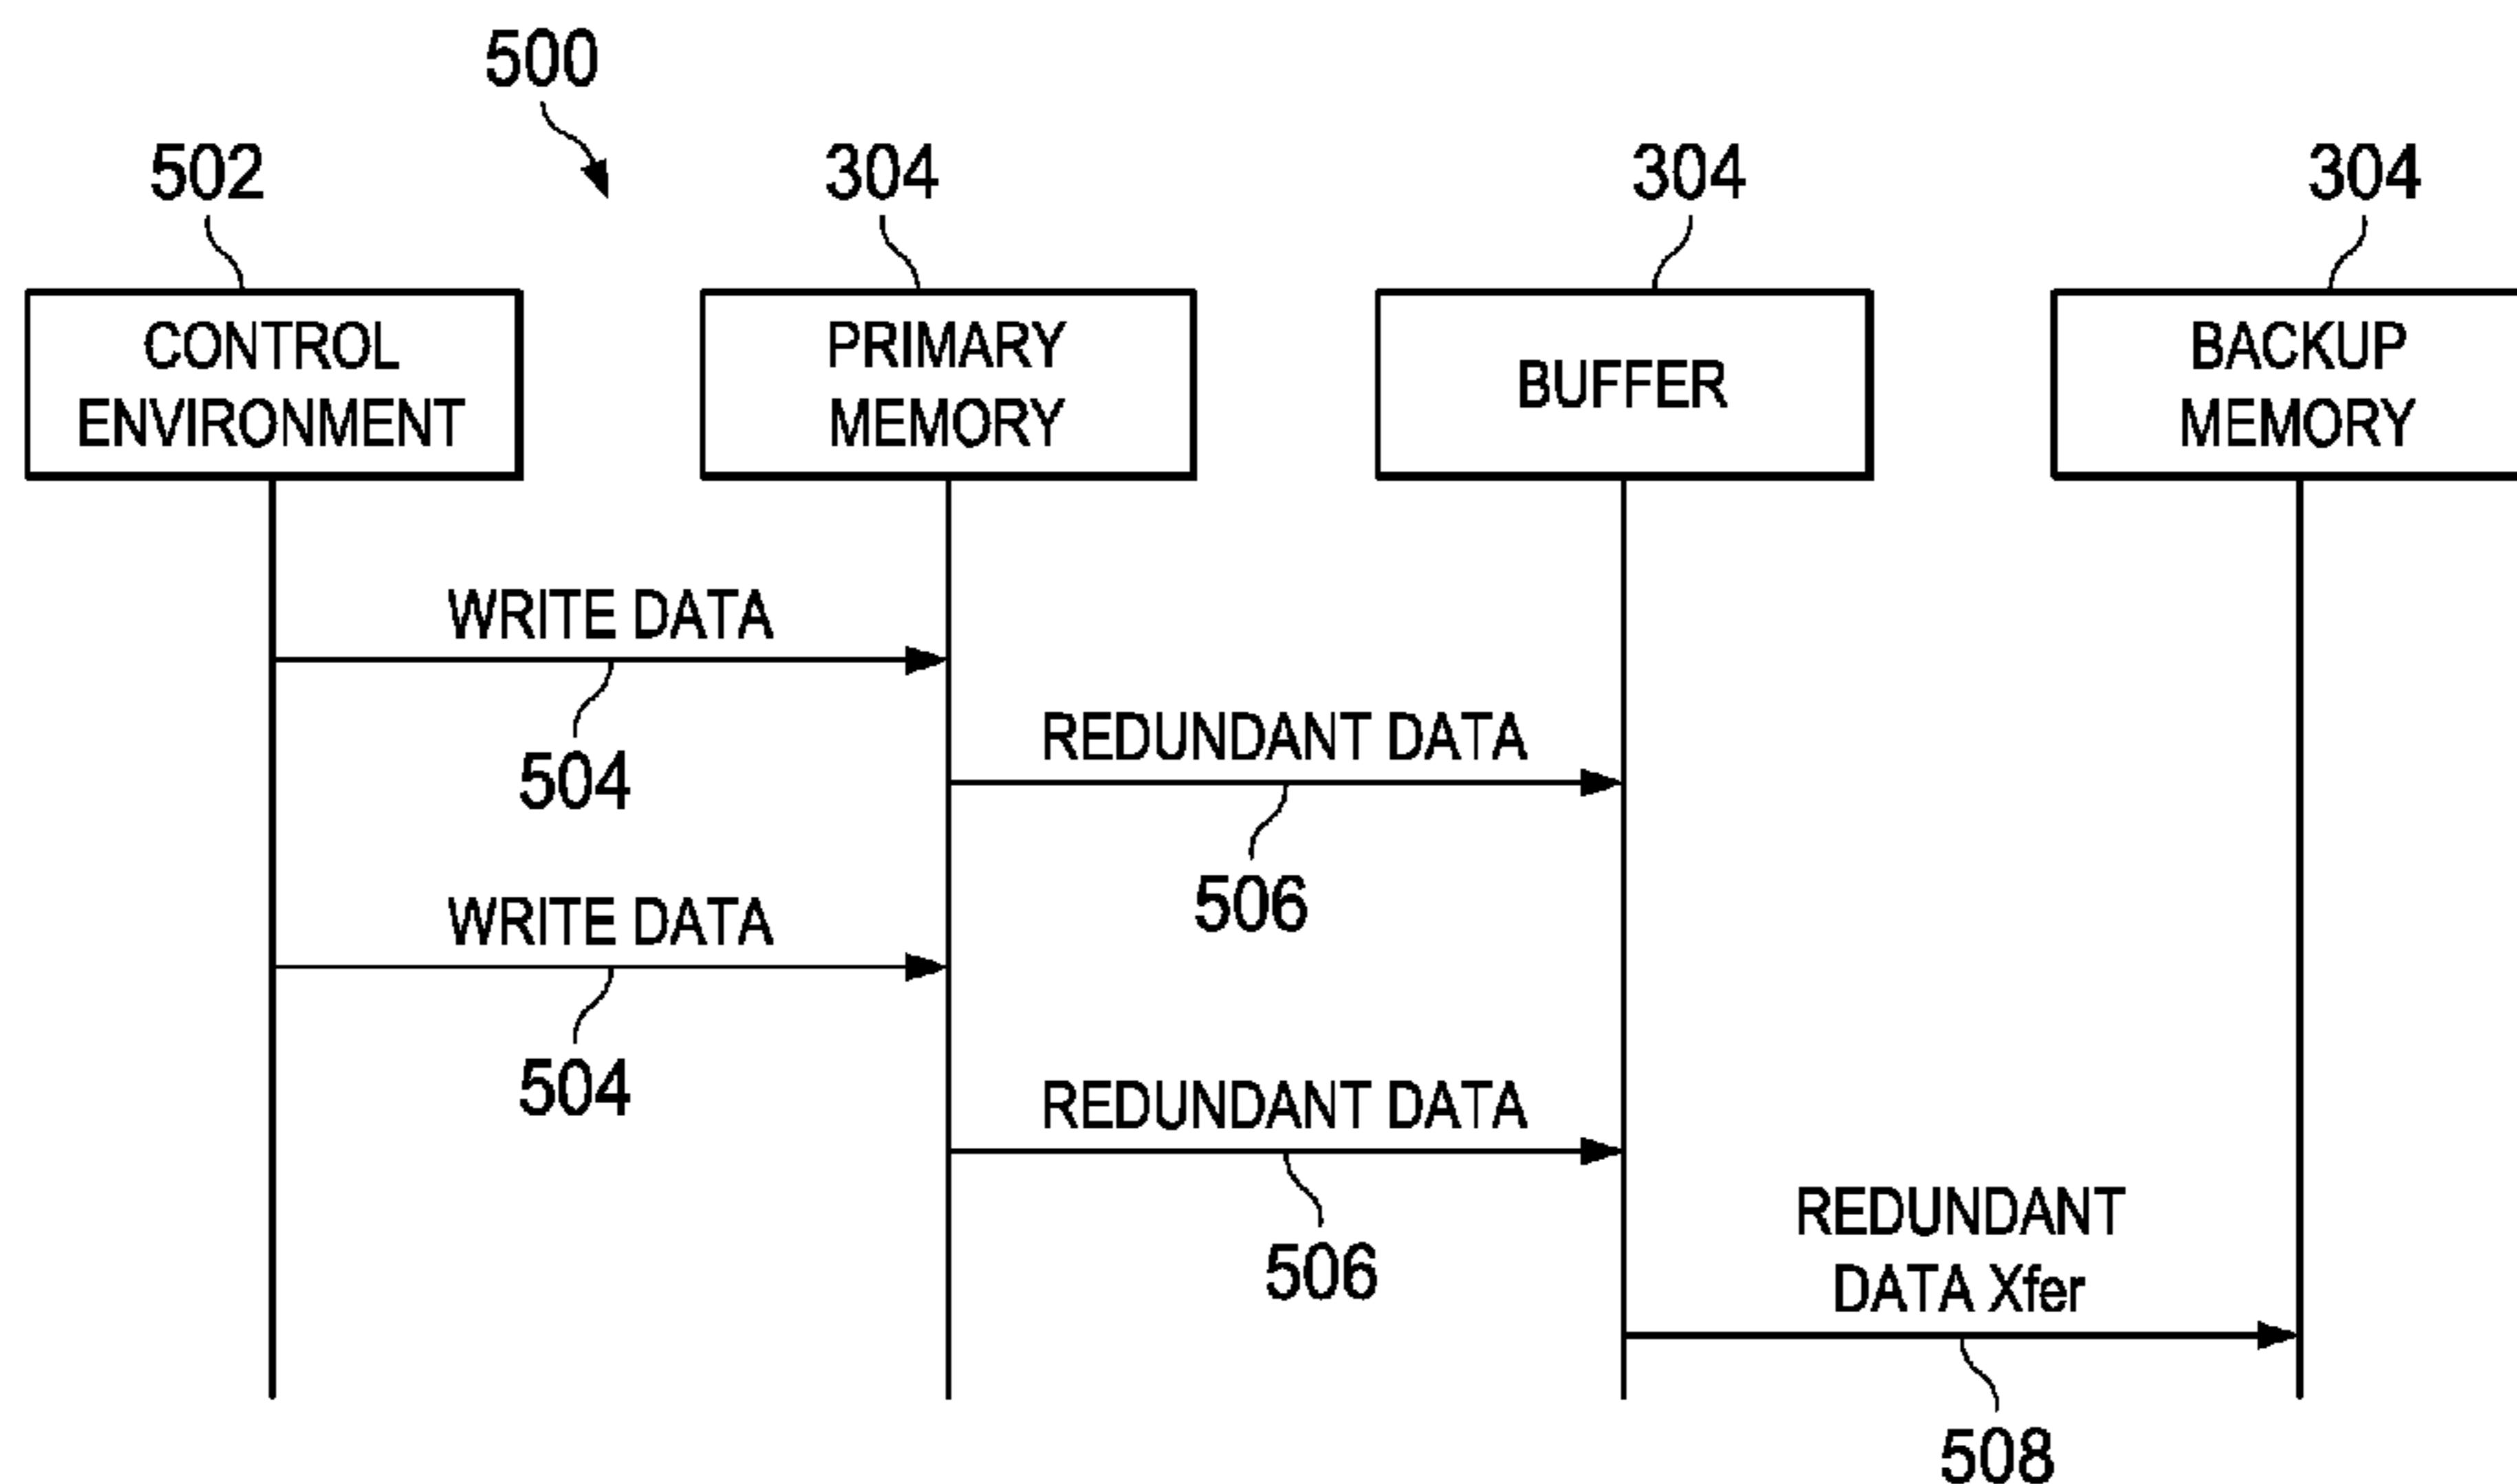 500
502
304
304
304
CONTROL
ENVIRONMENT
PRIMARY
MEMORY
BUFFER
BACKUP
MEMORY
WRITE DATA
504
REDUNDANT DATA
506
WRITE DATA
504
REDUNDANT DATA
506
REDUNDANT
DATA Xfer
508